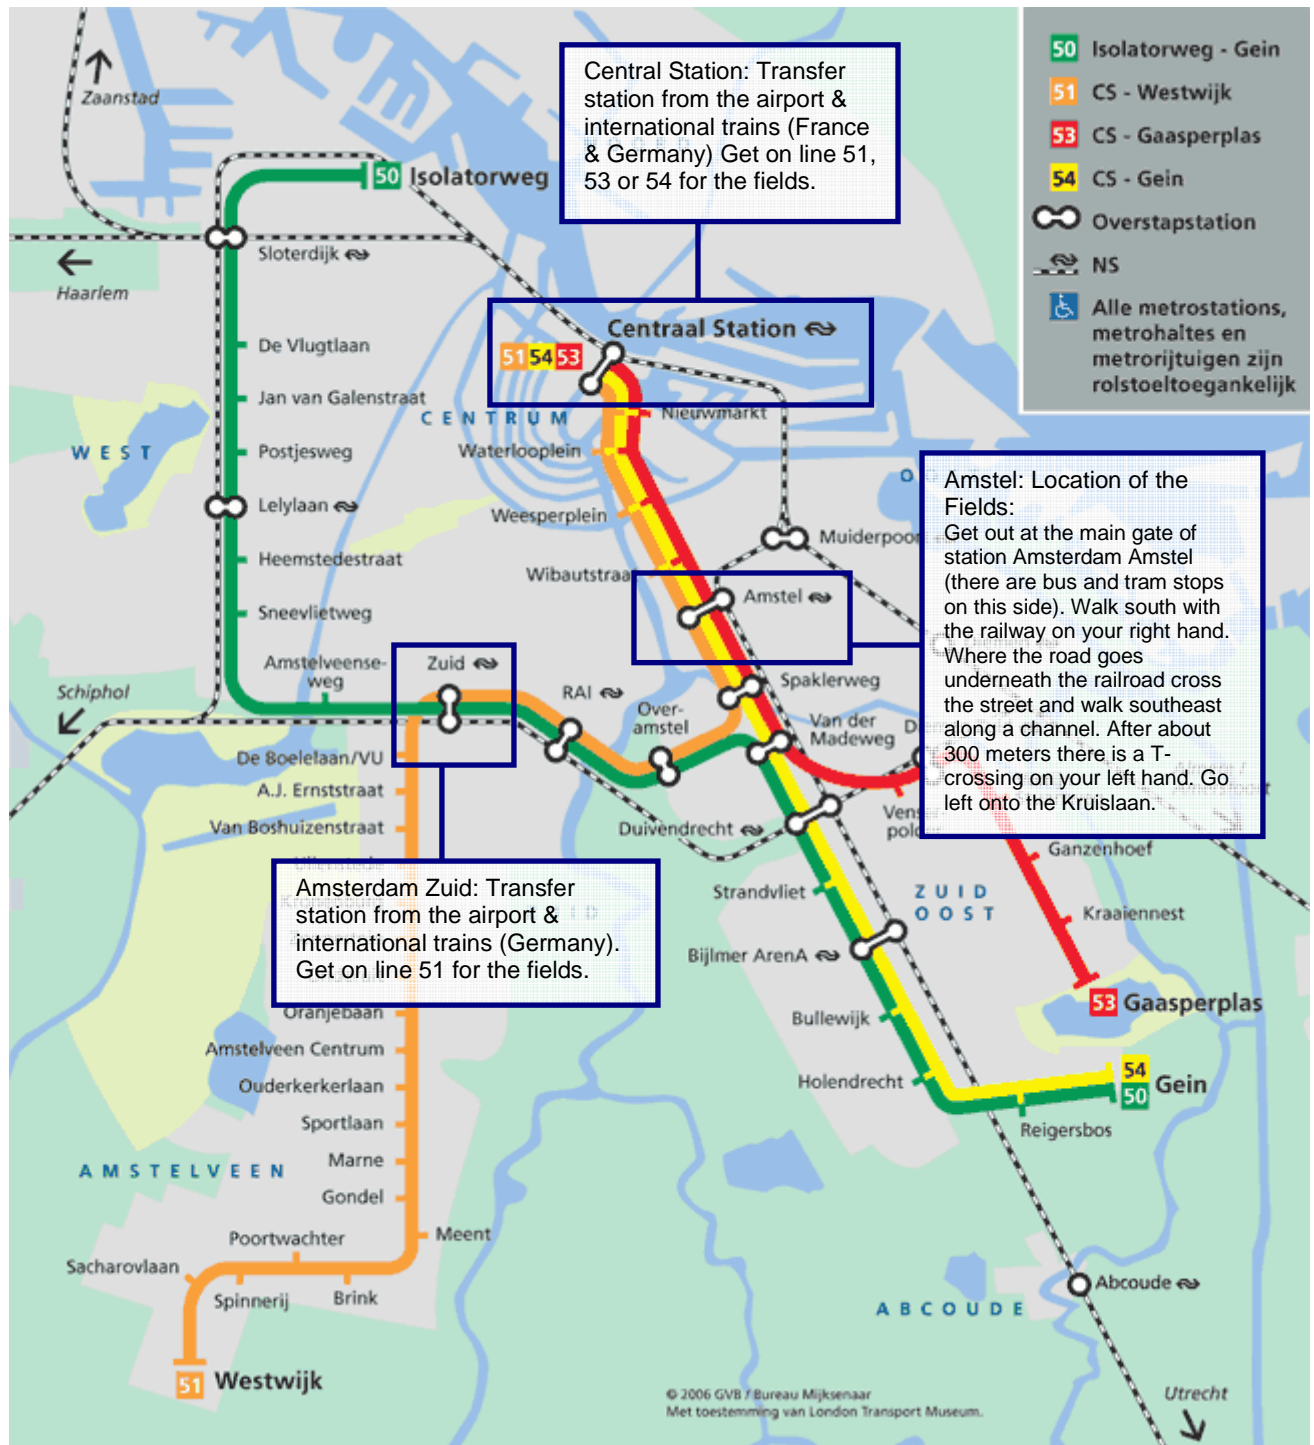 Zaanstad
50 Isolatorweg
Sloterdijk
Haarlem
De Vlugtlaan
Jan van Galenstraat
Postjesweg
Lelylaan
Heemstedestraat
Sneevlietweg
Amstelveense-
weg
Schiphol
WEST
CENTRUM
Central Station: Transfer
station from the airport &
international trains (France
& Germany) Get on line 51,
53 or 54 for the fields.
Centraal Station
51 54 53
Nieuwmarkt
Waterlooplein
Weesperplein
Wibautstraat
Muiderpoort
Amstel
Spaklerweg
Van der
Madeweg
Zuid
RAI
Over-
amstel
De Boelelaan/VU
A.J. Ernststraat
Van Boshuizenstraat
Duivendrecht
50 Isolatorweg - Gein
51 CS - Westwijk
53 CS - Gaasperplas
54 CS - Gein
Overstapstation
NS
Alle metrostations,
metrohaltes en
metrorijtuigen zijn
rolstoeltoegankelijk
Amstel: Location of the
Fields:
Get out at the main gate of
station Amsterdam Amstel
(there are bus and tram stops
on this side). Walk south with
the railway on your right hand.
Where the road goes
underneath the railroad cross
the street and walk southeast
along a channel. After about
300 meters there is a T-
crossing on your left hand. Go
left onto the Kruislaan.
Amsterdam Zuid: Transfer
station from the airport &
international trains (Germany).
Get on line 51 for the fields.
Ganzenhoef
Kraaiennest
53 Gaasperplas
Strandvliet
ZUID
OOST
Bijlmer ArenA
Bullewijk
Holendrecht
54
50 Gein
Reigersbos
Oranjebaan
Amstelveen Centrum
Ouderkerkerlaan
Sportlaan
Marne
Gondel
AMSTELVEEN
Meent
Poortwachter
Sacharovlaan
Spinnerij
Brink
51 Westwijk
Abcoude
ABCOUDE
Utrecht
© 2006 GVB / Bureau Mijksenaar
Met toestemming van London Transport Museum.